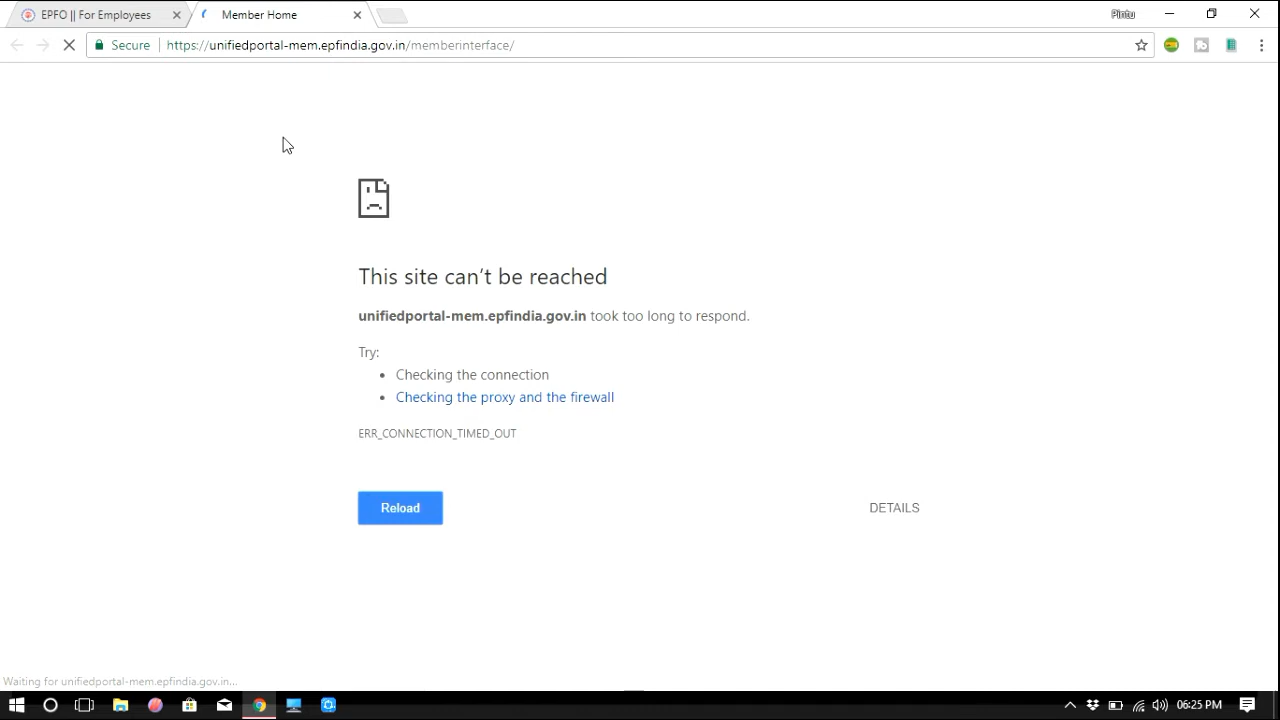 EPFO || For Employees
Member Home
Pintu
Secure
https://unifiedportal-mem.epfindia.gov.in/memberinterface/
This site can’t be reached
unifiedportal-mem.epfindia.gov.in took too long to respond.
Try:
Checking the connection
Checking the proxy and the firewall
ERR_CONNECTION_TIMED_OUT
Reload
DETAILS
Waiting for unifiedportal-mem.epfindia.gov.in...
06:25 PM